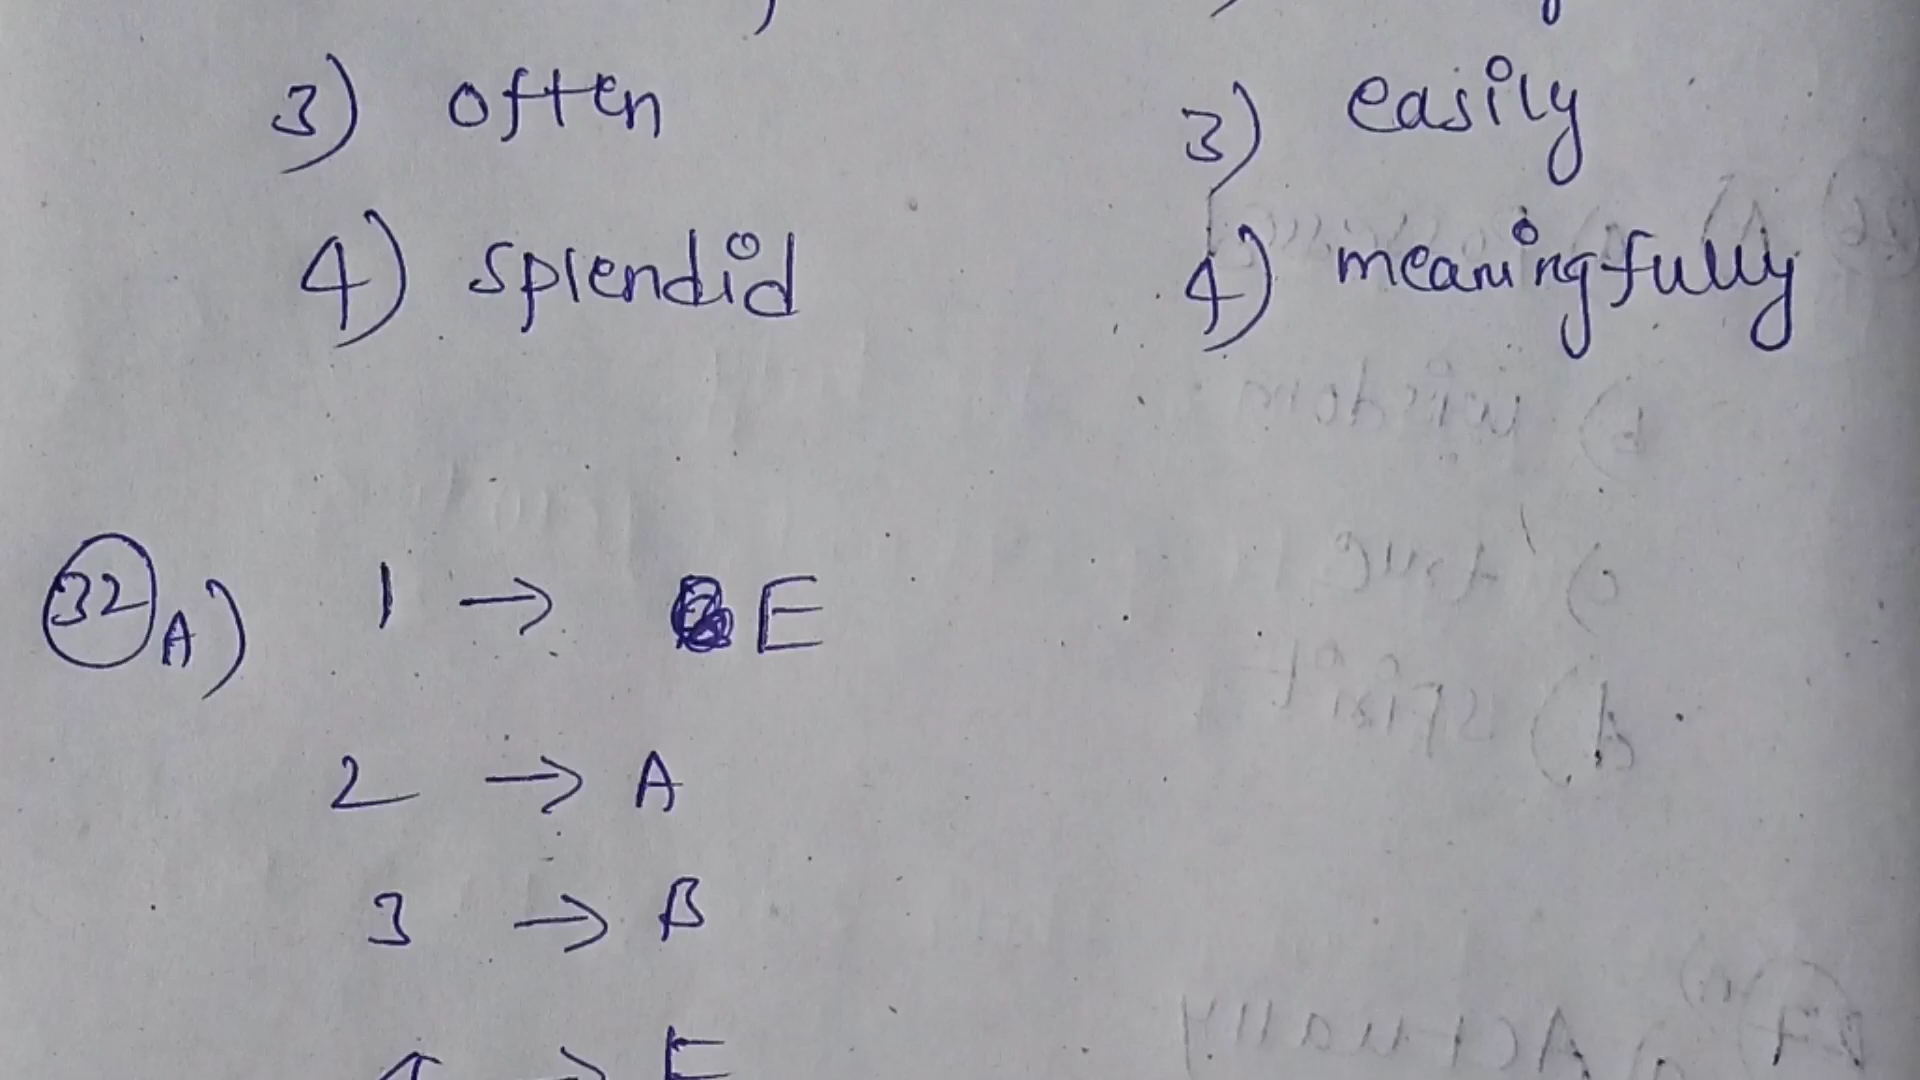 3) often
4) splendid
3) easily
4) meaningfully
32 A) 1 → E
2 → A
3 → B